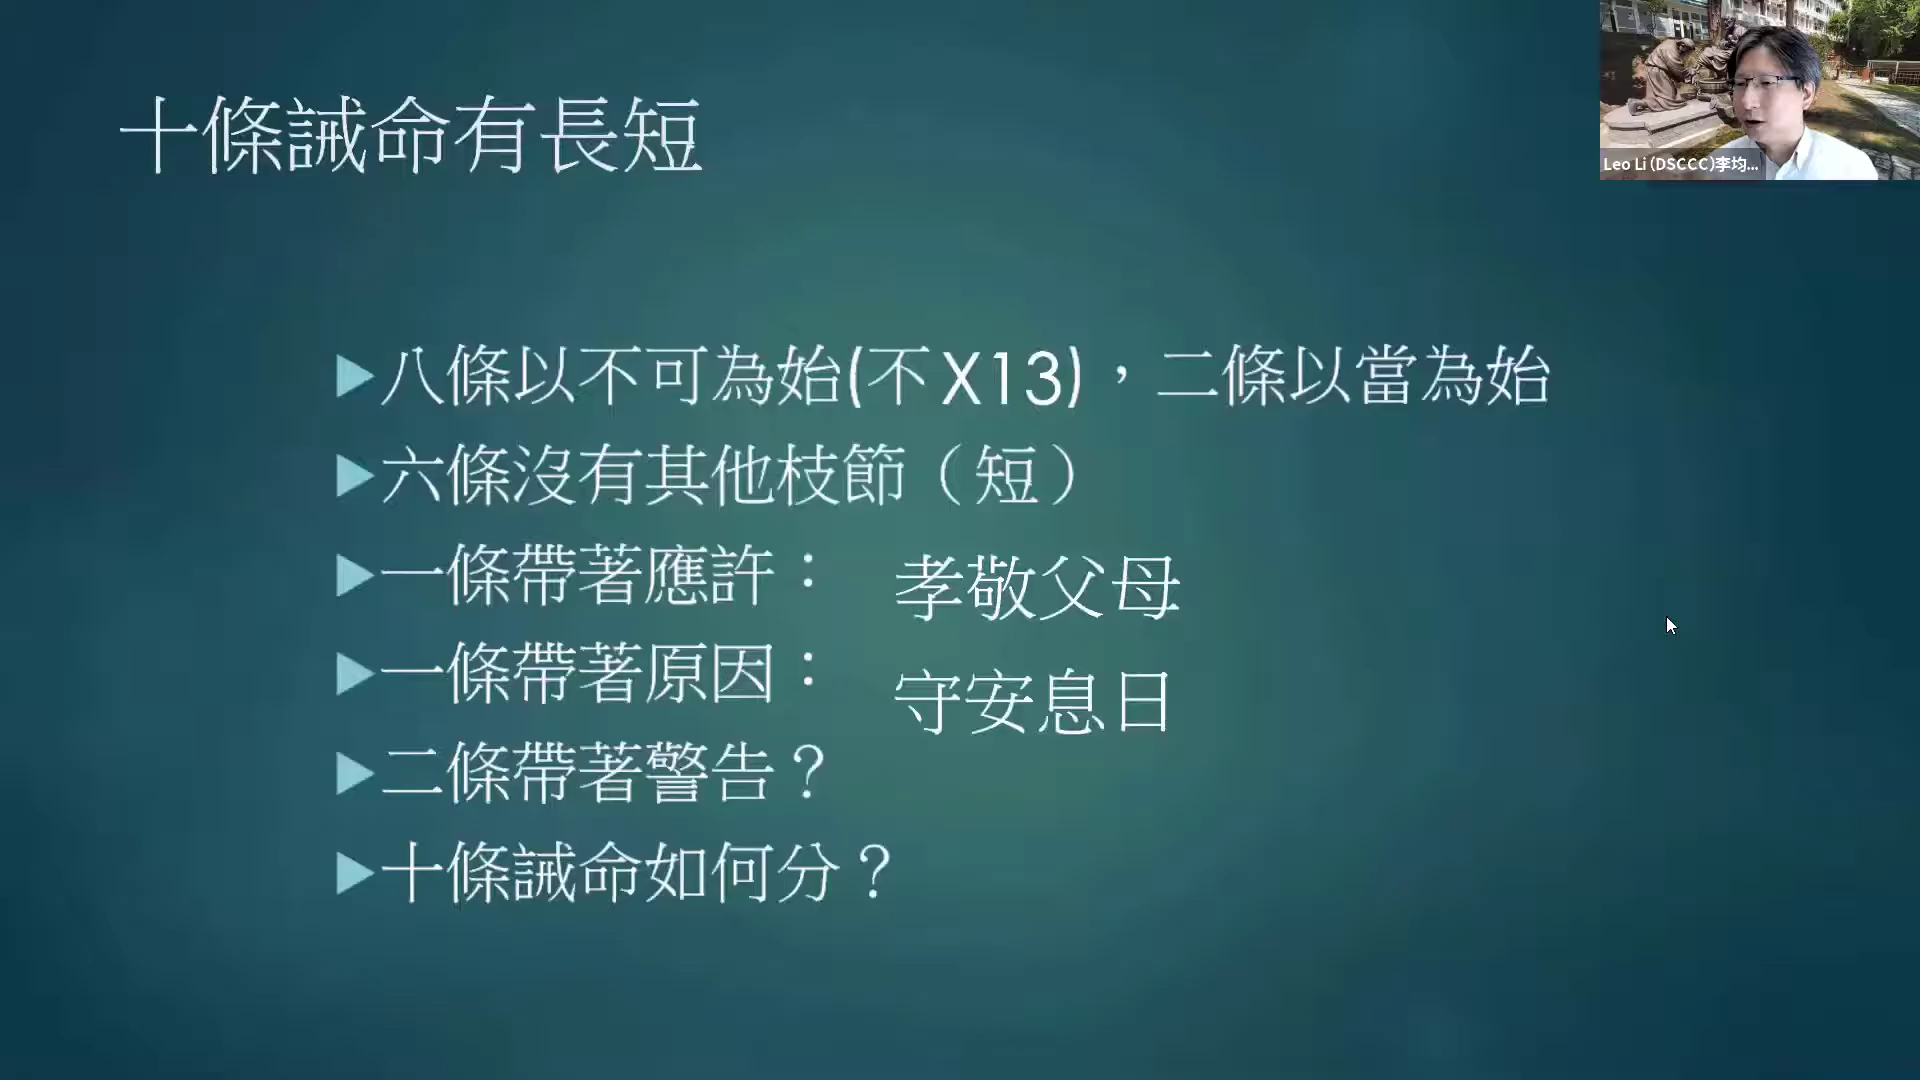 十條誡命有長短
Leo Li (DSCCC)李均...
八條以不可為始(不X13)，二條以當為始
六條沒有其他枝節（短）
一條帶著應許： 孝敬父母
一條帶著原因： 守安息日
二條帶著警告？
十條誡命如何分？